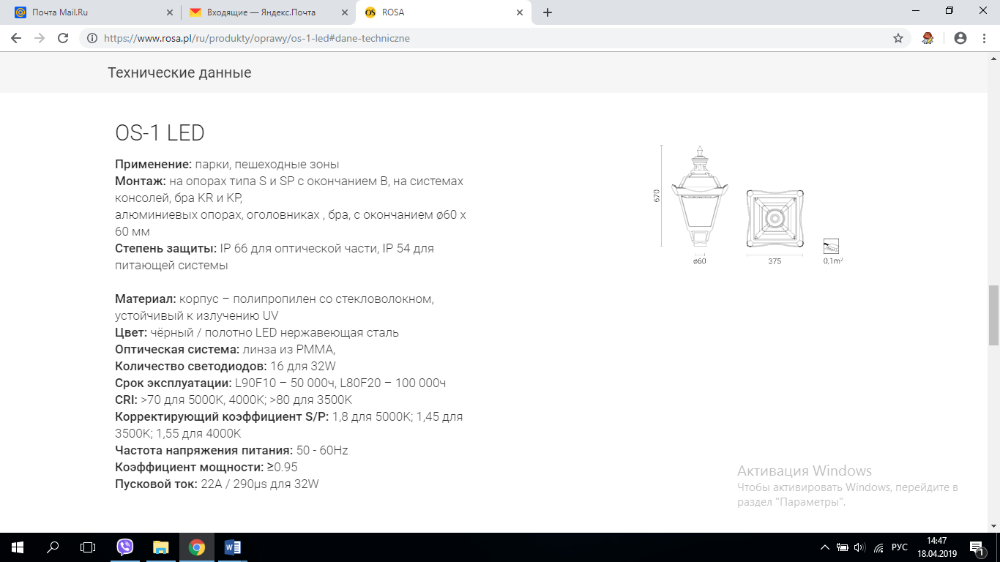 Почта Mail.Ru
Входящие — Яндекс.Почта
OS
ROSA
https://www.rosa.pl/ru/produkty/oprawy/os-1-led#dane-techniczne
Технические данные
OS-1 LED
Применение: парки, пешеходные зоны
Монтаж: на опорах типа S и SP с окончанием B, на системах
консолей, бра KR и KP,
алюминиевых опорах, оголовниках , бра, с окончанием ø60 x
60 мм
Степень защиты: IP 66 для оптической части, IP 54 для
питающей системы
Материал: корпус – полипропилен со стекловолокном,
устойчивый к излучению UV
Цвет: чёрный / полотно LED нержавеющая сталь
Оптическая система: линза из PMMA,
Количество светодиодов: 16 для 32W
Срок эксплуатации: L90F10 – 50 000ч, L80F20 – 100 000ч
CRI: >70 для 5000K, 4000K; >80 для 3500K
Корректирующий коэффициент S/P: 1,8 для 5000K; 1,45 для
3500K; 1,55 для 4000K
Частота напряжения питания: 50 - 60Hz
Коэффициент мощности: ≥0.95
Пусковой ток: 22A / 290µs для 32W
670
ø60
375
0,1m²
Активация Windows
Чтобы активировать Windows, перейдите в
раздел "Параметры".
РУС
14:47
18.04.2019
1